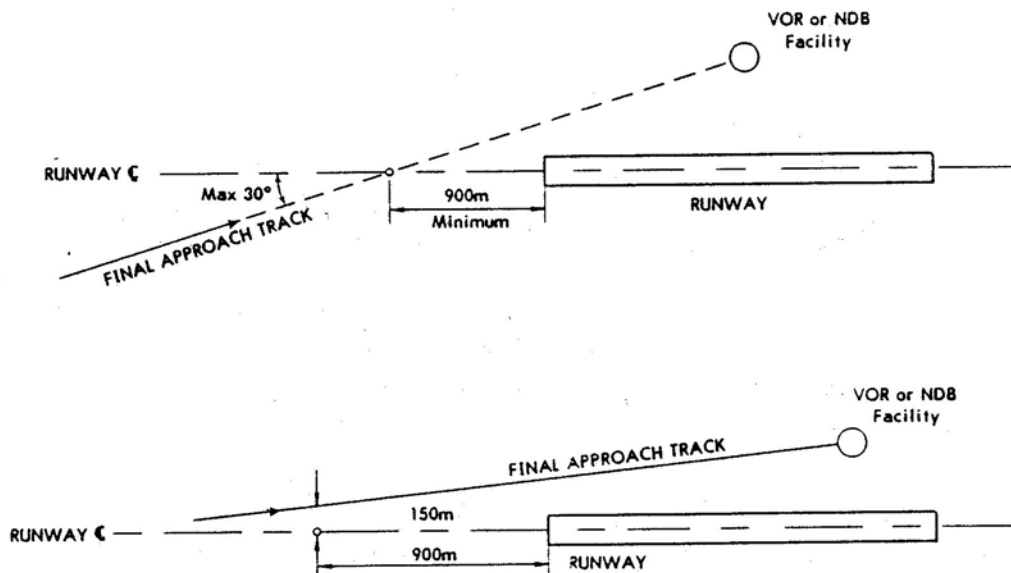 VOR or NDB
Facility
RUNWAY ℄
Max 30°
900m
Minimum
RUNWAY
FINAL APPROACH TRACK
VOR or NDB
Facility
FINAL APPROACH TRACK
150m
RUNWAY ℄
900m
RUNWAY